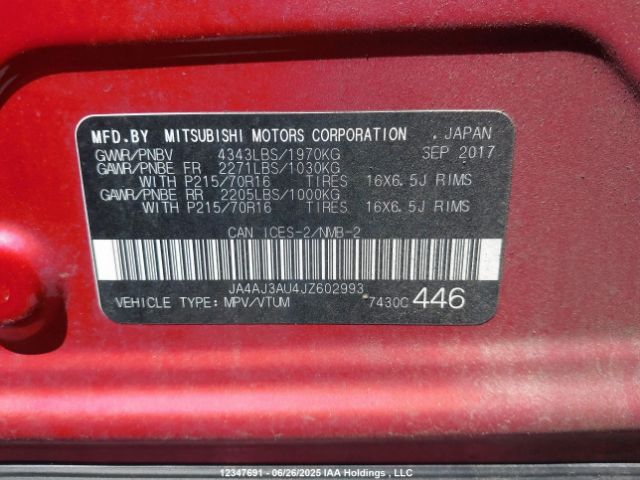 MFD.BY MITSUBISHI MOTORS CORPORATION . JAPAN
GVWR/PNBV 4343LBS/1970KG SEP 2017
GAWR/PNBE FR 2271LBS/1030KG
WITH P215/70R16 TIRES 16X6.5J RIMS
GAWR/PNBE RR 2205LBS/1000KG
WITH P215/70R16 TIRES 16X6.5J RIMS
CAN ICES-2/NMB-2
JA4AJ3AU4JZ602993
VEHICLE TYPE: MPV/VTUM *7430C 446
12347691 - 06/26/2025 IAA Holdings , LLC